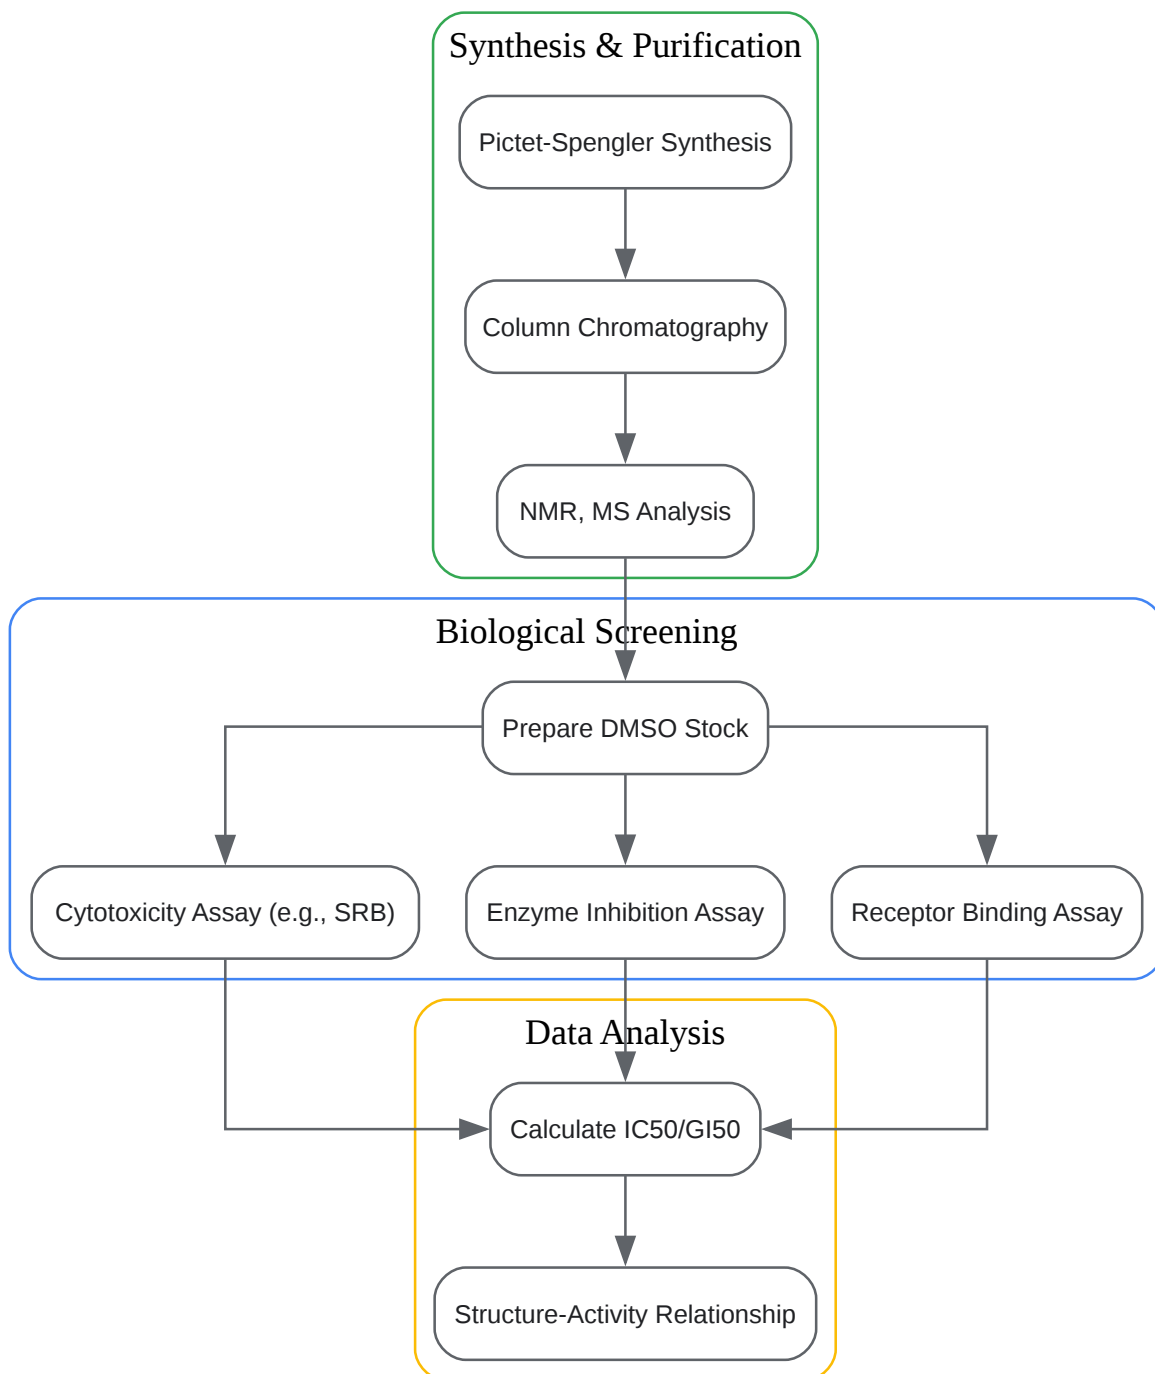 Synthesis & Purification
Pictet-Spengler Synthesis
Column Chromatography
NMR, MS Analysis
Biological Screening
Prepare DMSO Stock
Cytotoxicity Assay (e.g., SRB)
Enzyme Inhibition Assay
Receptor Binding Assay
Data Analysis
Calculate IC50/GI50
Structure-Activity Relationship